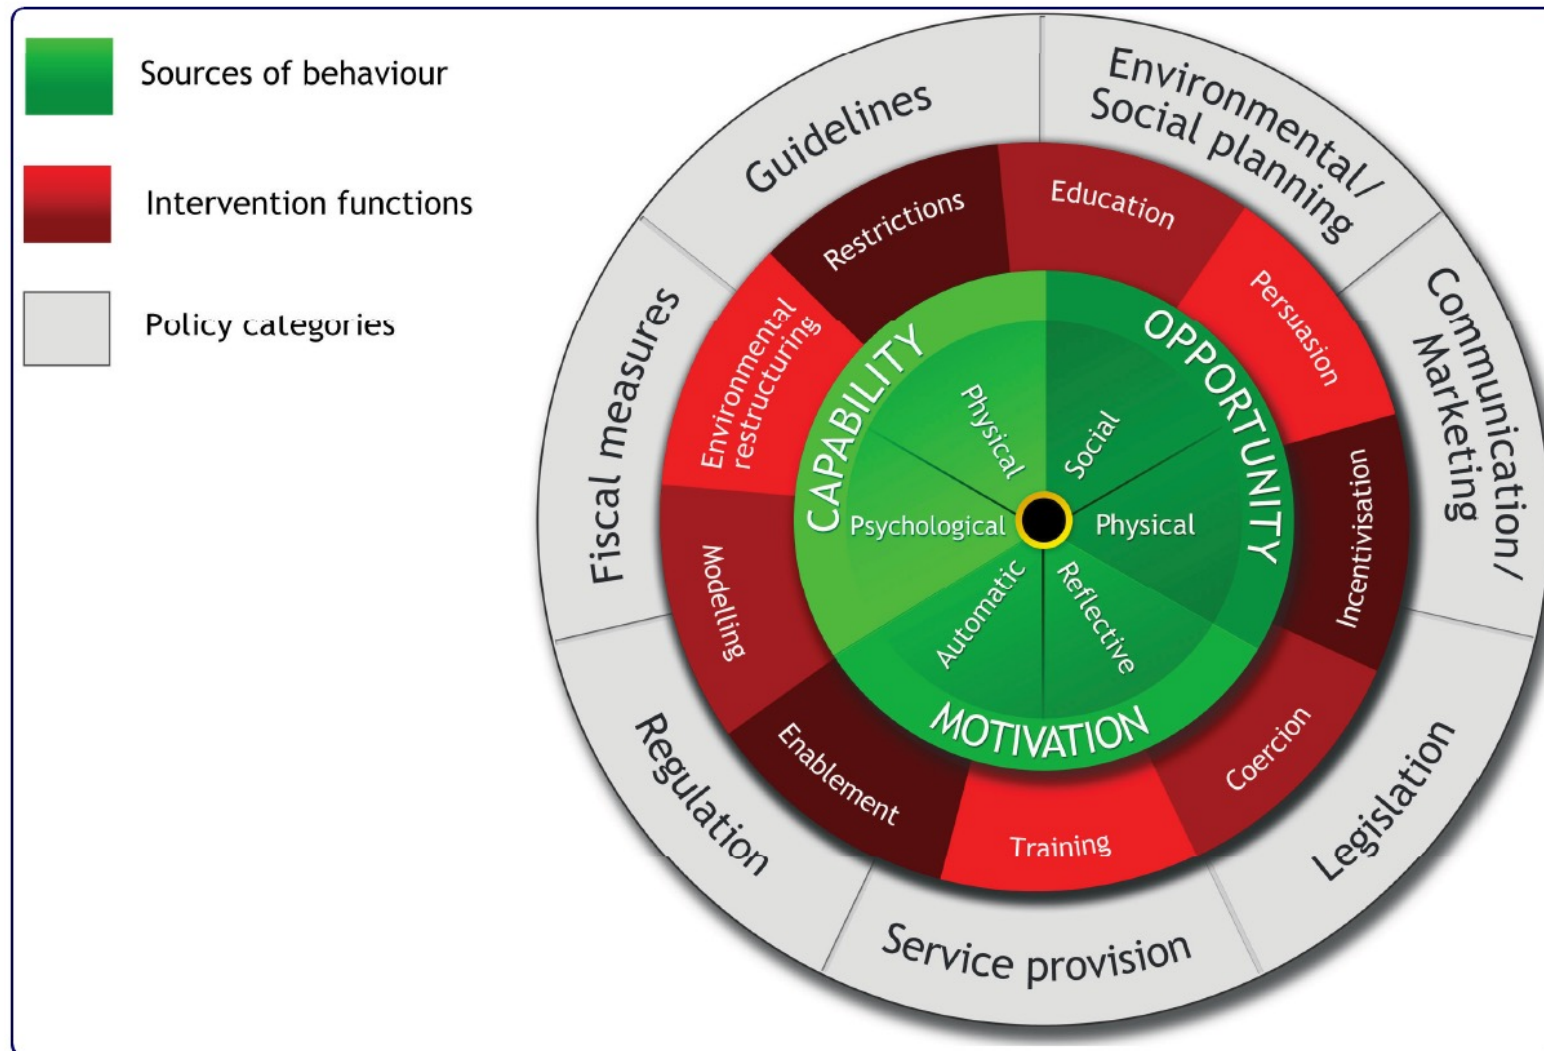 Sources of behaviour
Intervention functions
Policy categories
Guidelines
Environmental/
Social planning
Communication/
Marketing
Legislation
Service provision
Regulation
Fiscal measures
Restrictions
Education
Persuasion
Incentivisation
Coercion
Training
Enablement
Modelling
Environmental
restructuring
CAPABILITY
OPPORTUNITY
MOTIVATION
Physical
Social
Psychological
Physical
Automatic
Reflective